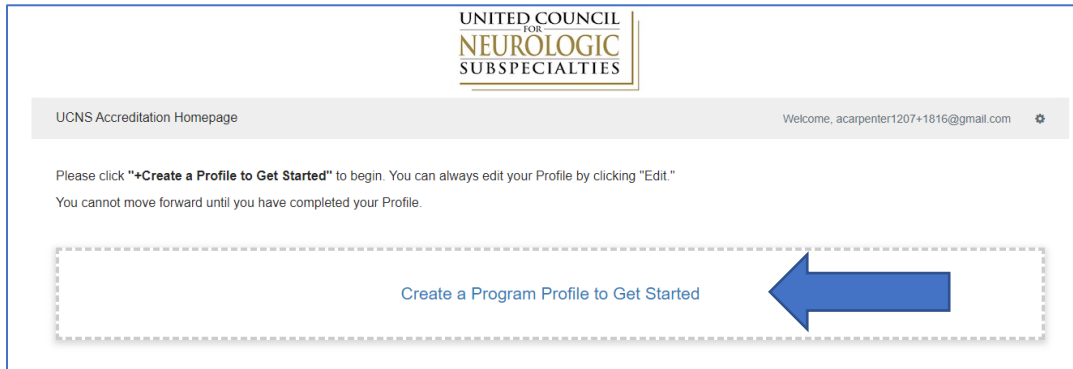 UNITED COUNCIL
FOR
NEUROLOGIC
SUBSPECIALTIES
UCNS Accreditation Homepage
Welcome, acarpenter1207+1816@gmail.com
Please click "+Create a Profile to Get Started" to begin. You can always edit your Profile by clicking "Edit."
You cannot move forward until you have completed your Profile.
Create a Program Profile to Get Started